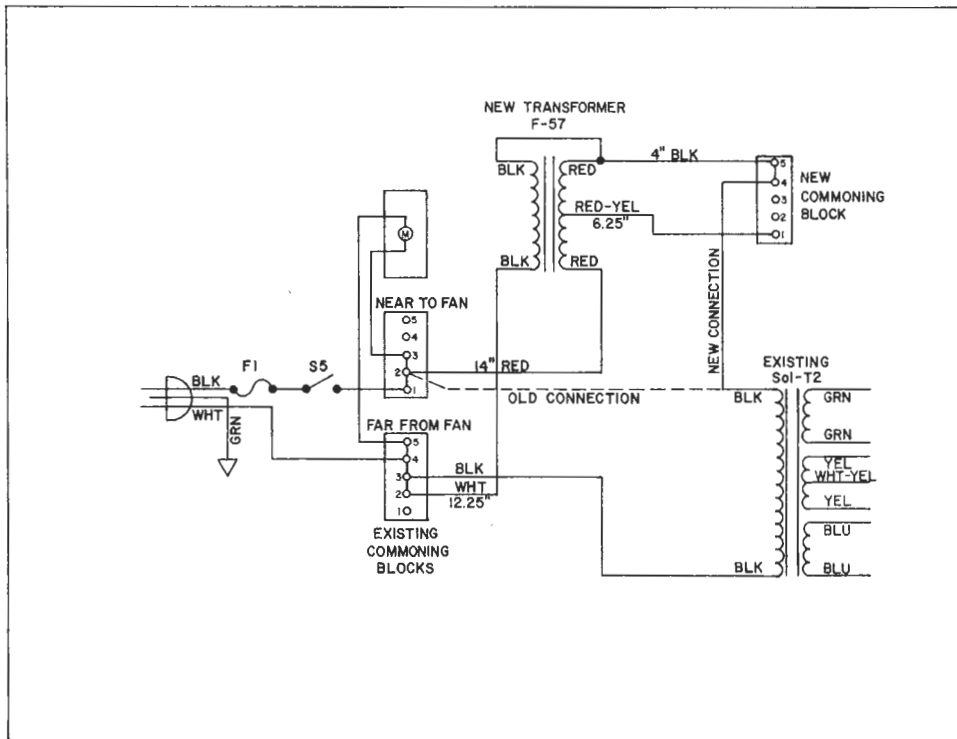 NEW TRANSFORMER
F-57
BLK
RED
4" BLK
5
4
3
2
1
NEW
COMMONING
BLOCK
RED-YEL
6.25"
M
BLK
RED
NEAR TO FAN
5
4
3
2
1
14" RED
NEW CONNECTION
EXISTING
Sol-T2
F1
S5
BLK
WHT
GRN
OLD CONNECTION
BLK
GRN
GRN
FAR FROM FAN
5
4
3
2
1
BLK
WHT
12.25"
YEL
WHT-YEL
YEL
EXISTING
COMMONING
BLOCKS
BLK
BLU
BLU